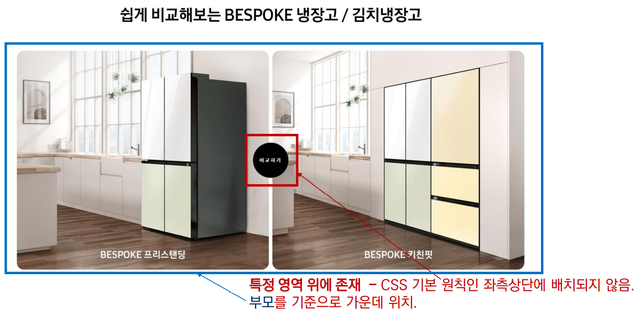 쉽게 비교해보는 BESPOKE 냉장고 / 김치냉장고
비교하기
BESPOKE 프리스탠딩
BESPOKE 키친핏
특정 영역 위에 존재 – CSS 기본 원칙인 좌측상단에 배치되지 않음.
부모를 기준으로 가운데 위치.